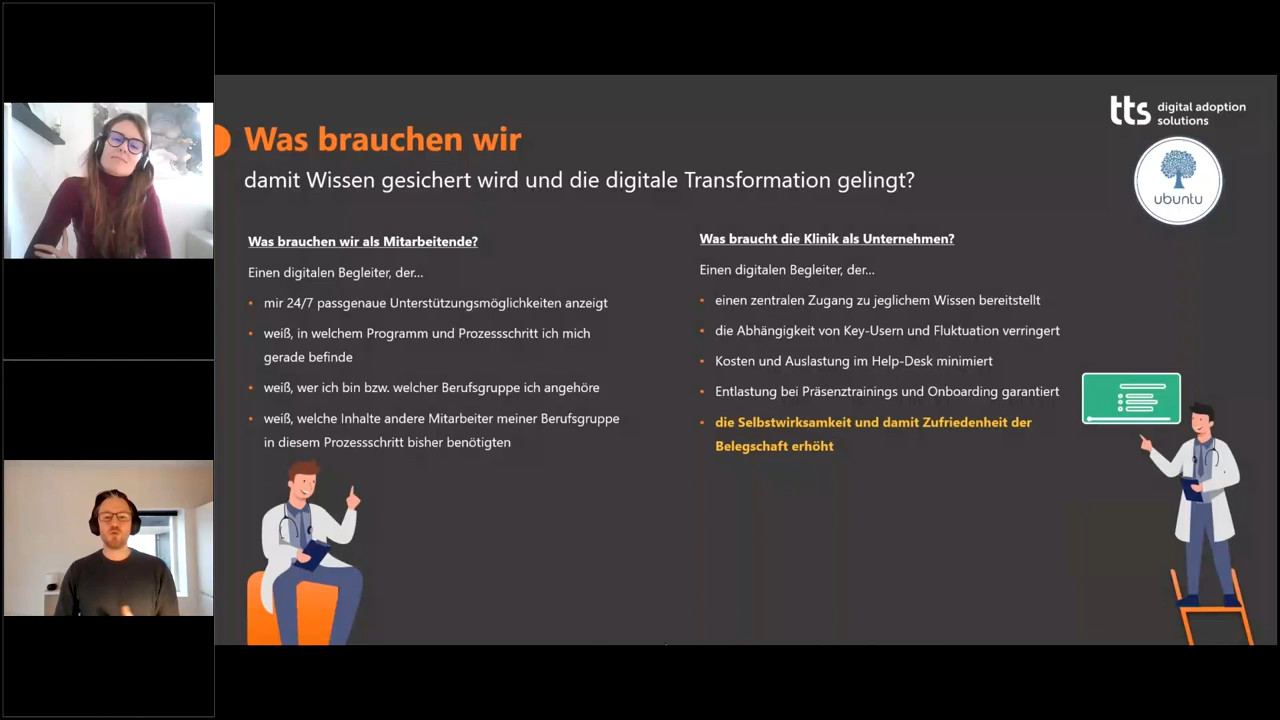 tts digital adoption
solutions
Was brauchen wir
damit Wissen gesichert wird und die digitale Transformation gelingt?
ubuntu
Was brauchen wir als Mitarbeitende?
Einen digitalen Begleiter, der...
• mir 24/7 passgenaue Unterstützungsmöglichkeiten anzeigt
• weiß, in welchem Programm und Prozessschritt ich mich
gerade befinde
• weiß, wer ich bin bzw. welcher Berufsgruppe ich angehöre
• weiß, welche Inhalte andere Mitarbeiter meiner Berufsgruppe
in diesem Prozessschritt bisher benötigten
Was braucht die Klinik als Unternehmen?
Einen digitalen Begleiter, der...
• einen zentralen Zugang zu jeglichem Wissen bereitstellt
• die Abhängigkeit von Key-Usern und Fluktuation verringert
• Kosten und Auslastung im Help-Desk minimiert
• Entlastung bei Präsenztrainings und Onboarding garantiert
• die Selbstwirksamkeit und damit Zufriedenheit der
Belegschaft erhöht